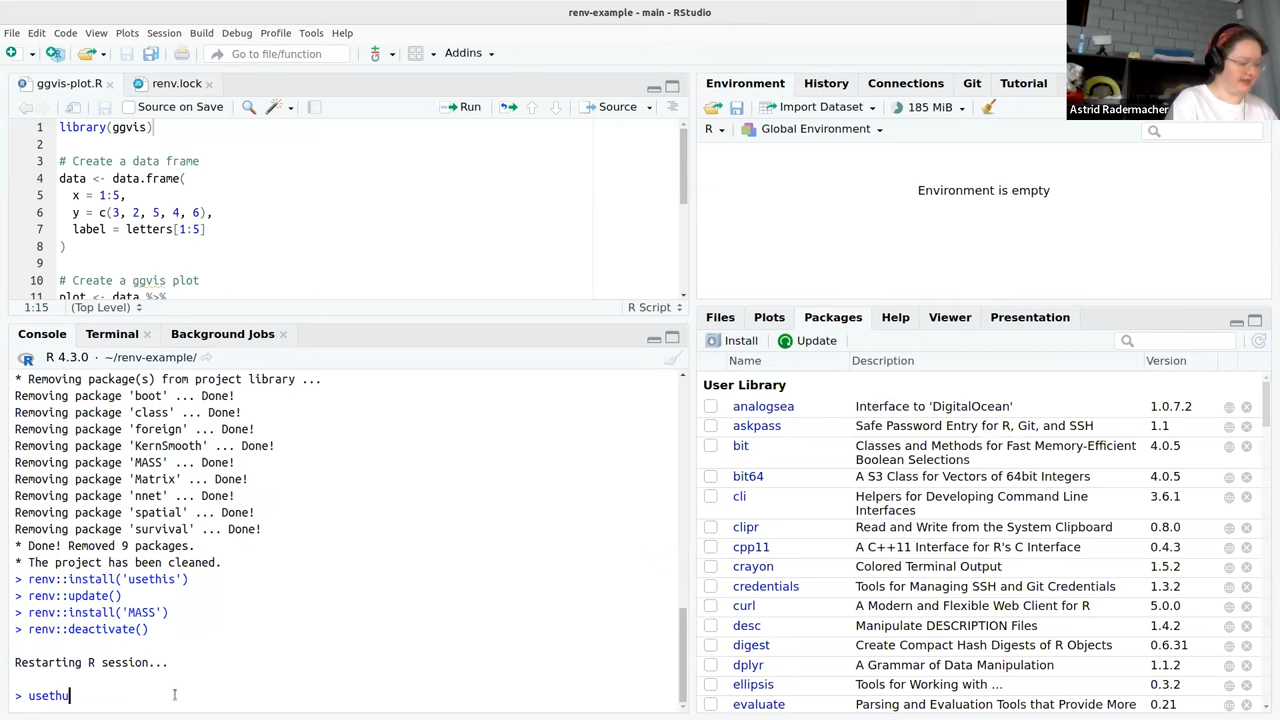 renv-example - main - RStudio
File Edit Code View Plots Session Build Debug Profile Tools Help
Go to file/function
Addins
Astrid Radermacher
ggvis-plot.R
renv.lock
Source on Save
Run
Source
1 library(ggvis)
2
3 # Create a data frame
4 data <- data.frame(
5 x = 1:5,
6 y = c(3, 2, 5, 4, 6),
7 label = letters[1:5]
8 )
9
10 # Create a ggvis plot
11 plot <- data %>%
1:15 (Top Level) R Script
Console Terminal Background Jobs
R 4.3.0 · ~/renv-example/
* Removing package(s) from project library ...
Removing package 'boot' ... Done!
Removing package 'class' ... Done!
Removing package 'foreign' ... Done!
Removing package 'KernSmooth' ... Done!
Removing package 'MASS' ... Done!
Removing package 'Matrix' ... Done!
Removing package 'nnet' ... Done!
Removing package 'spatial' ... Done!
Removing package 'survival' ... Done!
* Done! Removed 9 packages.
* The project has been cleaned.
> renv::install('usethis')
> renv::update()
> renv::install('MASS')
> renv::deactivate()
Restarting R session...
> usethu
Environment History Connections Git Tutorial
Import Dataset 185 MiB
R Global Environment
Environment is empty
Files Plots Packages Help Viewer Presentation
Install Update
Name Description Version
User Library
analogsea Interface to 'DigitalOcean' 1.0.7.2
askpass Safe Password Entry for R, Git, and SSH 1.1
bit Classes and Methods for Fast Memory-Efficient 4.0.5
Boolean Selections
bit64 A S3 Class for Vectors of 64bit Integers 4.0.5
cli Helpers for Developing Command Line 3.6.1
Interfaces
clipr Read and Write from the System Clipboard 0.8.0
cpp11 A C++11 Interface for R's C Interface 0.4.3
crayon Colored Terminal Output 1.5.2
credentials Tools for Managing SSH and Git Credentials 1.3.2
curl A Modern and Flexible Web Client for R 5.0.0
desc Manipulate DESCRIPTION Files 1.4.2
digest Create Compact Hash Digests of R Objects 0.6.31
dplyr A Grammar of Data Manipulation 1.1.2
ellipsis Tools for Working with ... 0.3.2
evaluate Parsing and Evaluation Tools that Provide More 0.21